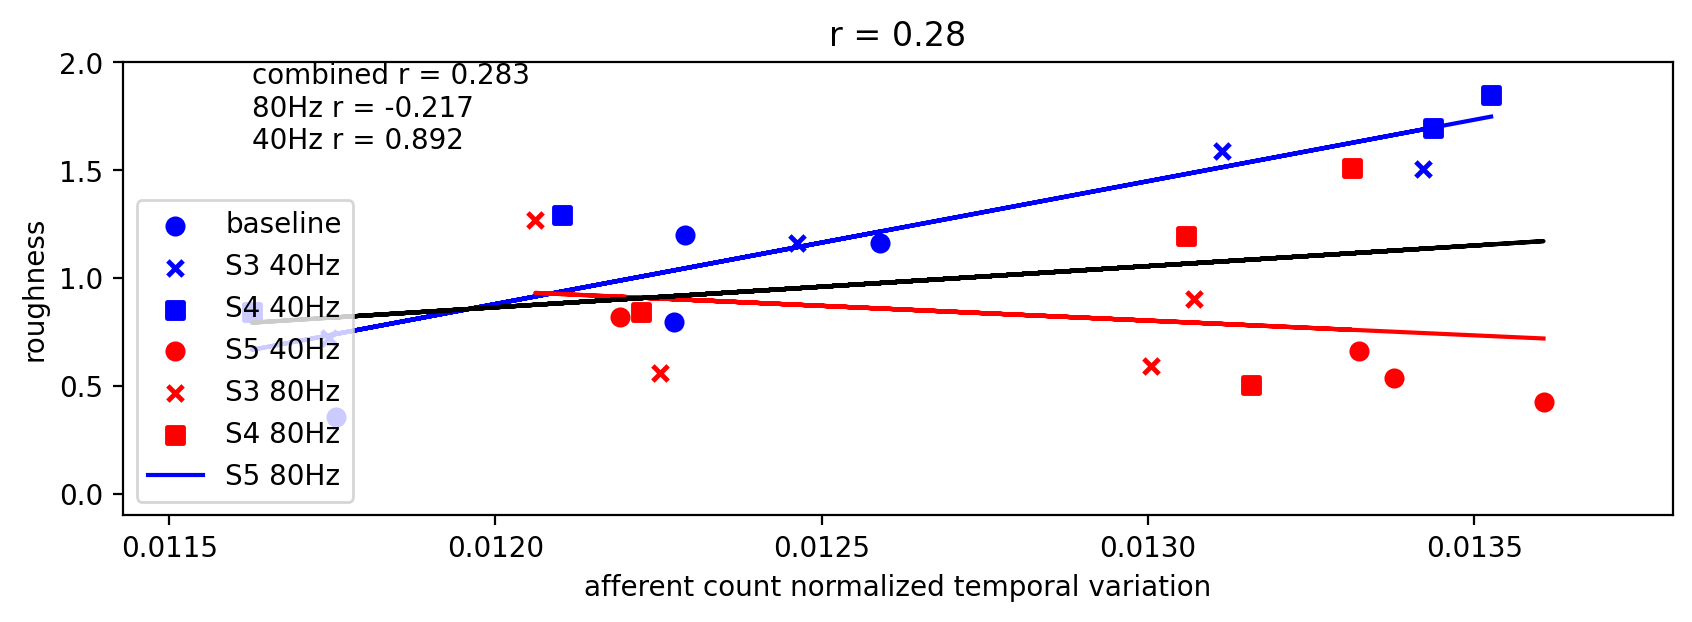 r = 0.28
combined r = 0.283
80Hz r = -0.217
40Hz r = 0.892
roughness
2.0
1.5
1.0
0.5
0.0
baseline
S3 40Hz
S4 40Hz
S5 40Hz
S3 80Hz
S4 80Hz
S5 80Hz
0.0115 0.0120 0.0125 0.0130 0.0135
afferent count normalized temporal variation